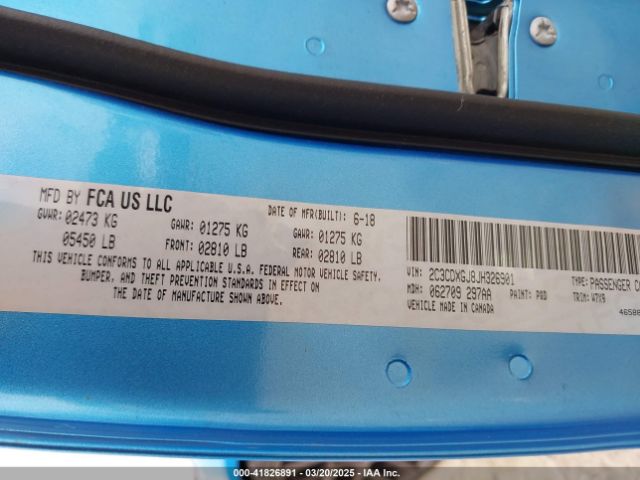 MFD BY FCA US LLC
DATE OF MFR(BUILT): 6-18
GVWR: 02473 KG GAWR: 01275 KG GAWR: 01275 KG
05450 LB FRONT: 02810 LB REAR: 02810 LB
THIS VEHICLE CONFORMS TO ALL APPLICABLE U.S.A. FEDERAL MOTOR VEHICLE SAFETY,
BUMPER, AND THEFT PREVENTION STANDARDS IN EFFECT ON
THE DATE OF MANUFACTURE SHOWN ABOVE.
VIN: 2C3CDXGJ8JH326901 TYPE: PASSENGER
MDH: 062709 297AA PAINT: PRD TRIM:
VEHICLE MADE IN CANADA
000-41826891 - 03/20/2025 - IAA Inc.